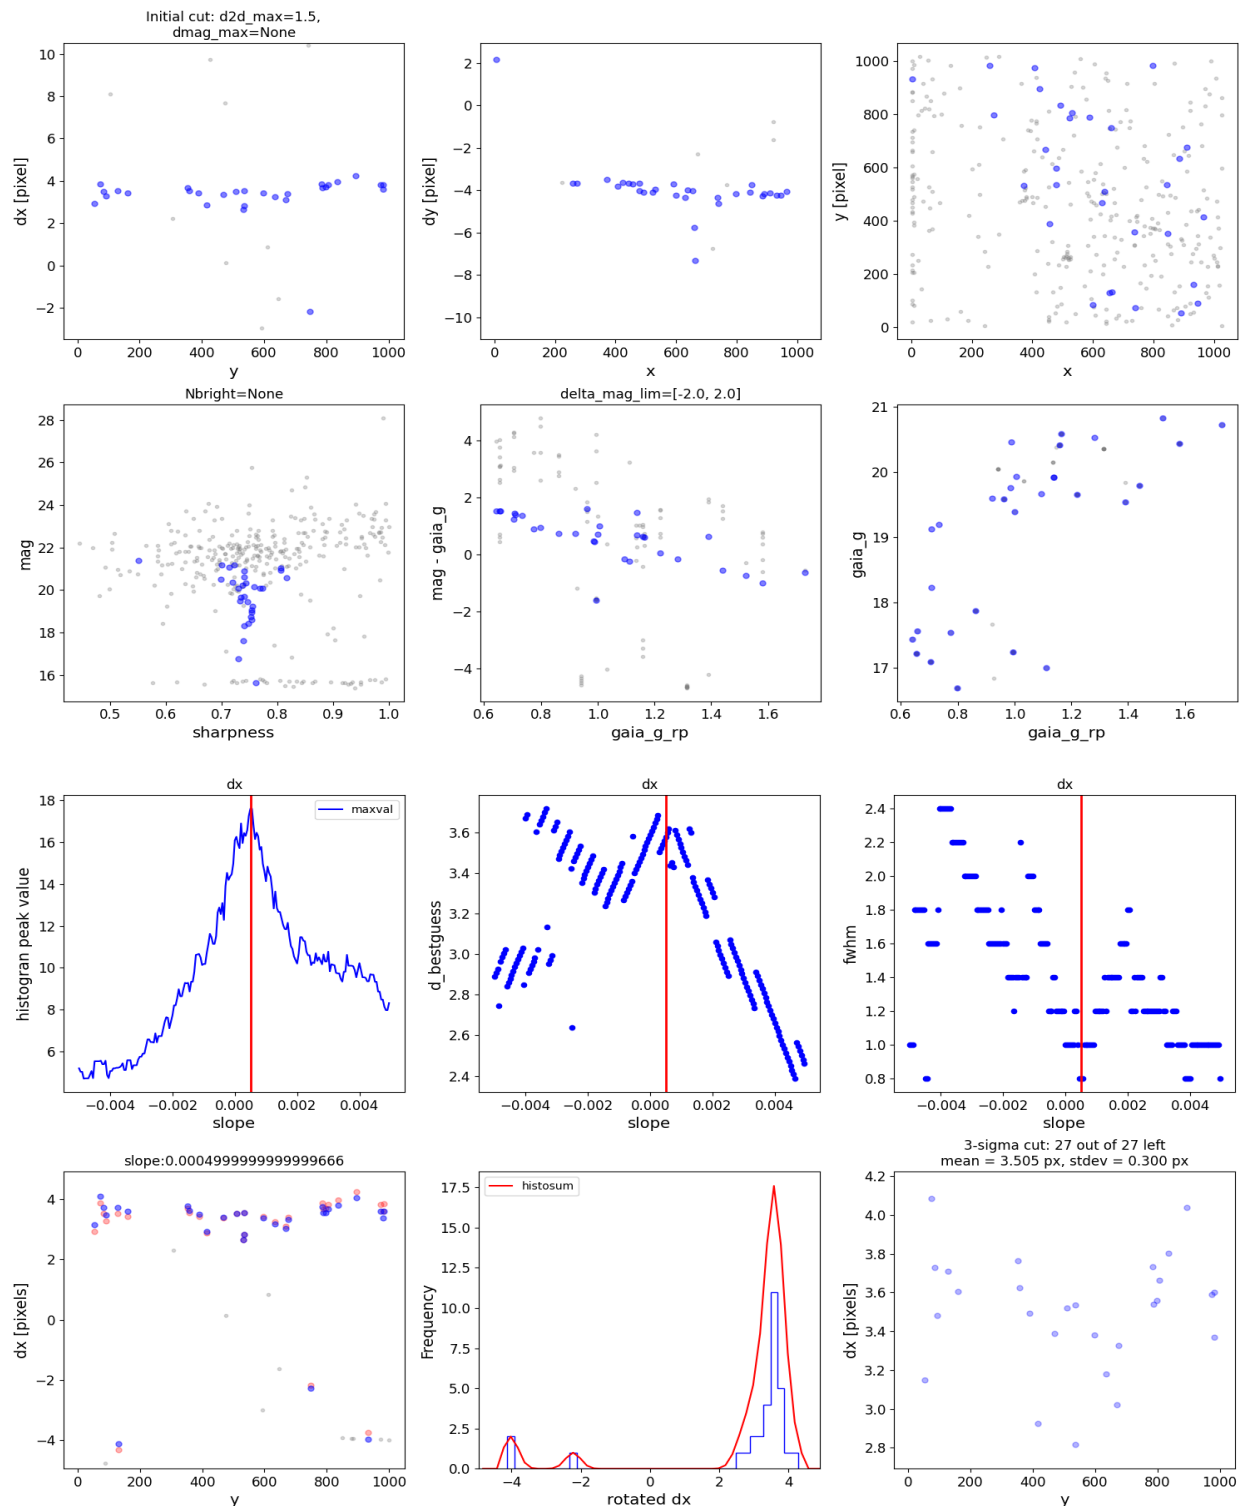 Initial cut: d2d_max=1.5,
dmag_max=None
10
8
6
4
2
0
−2
dx [pixel]
0 200 400 600 800 1000
y
2
0
−2
−4
−6
−8
−10
dy [pixel]
0 200 400 600 800 1000
x
1000
800
600
400
200
0
y [pixel]
0 200 400 600 800 1000
x
Nbright=None
28
26
24
22
20
18
16
mag
0.5 0.6 0.7 0.8 0.9 1.0
sharpness
delta_mag_lim=[-2.0, 2.0]
4
2
0
−2
−4
mag - gaia_g
0.6 0.8 1.0 1.2 1.4 1.6
gaia_g_rp
21
20
19
18
17
gaia_g
0.6 0.8 1.0 1.2 1.4 1.6
gaia_g_rp
dx
18
16
14
12
10
8
6
histogran peak value
maxval
−0.004 −0.002 0.000 0.002 0.004
slope
dx
3.6
3.4
3.2
3.0
2.8
2.6
2.4
d_bestguess
−0.004 −0.002 0.000 0.002 0.004
slope
dx
2.4
2.2
2.0
1.8
1.6
1.4
1.2
1.0
0.8
fwhm
−0.004 −0.002 0.000 0.002 0.004
slope
slope:0.0004999999999999666
4
2
0
−2
−4
dx [pixels]
0 200 400 600 800 1000
y
17.5
15.0
12.5
10.0
7.5
5.0
2.5
0.0
Frequency
histosum
−4 −2 0 2 4
rotated dx
3-sigma cut: 27 out of 27 left
mean = 3.505 px, stdev = 0.300 px
4.2
4.0
3.8
3.6
3.4
3.2
3.0
2.8
dx [pixels]
0 200 400 600 800 1000
y